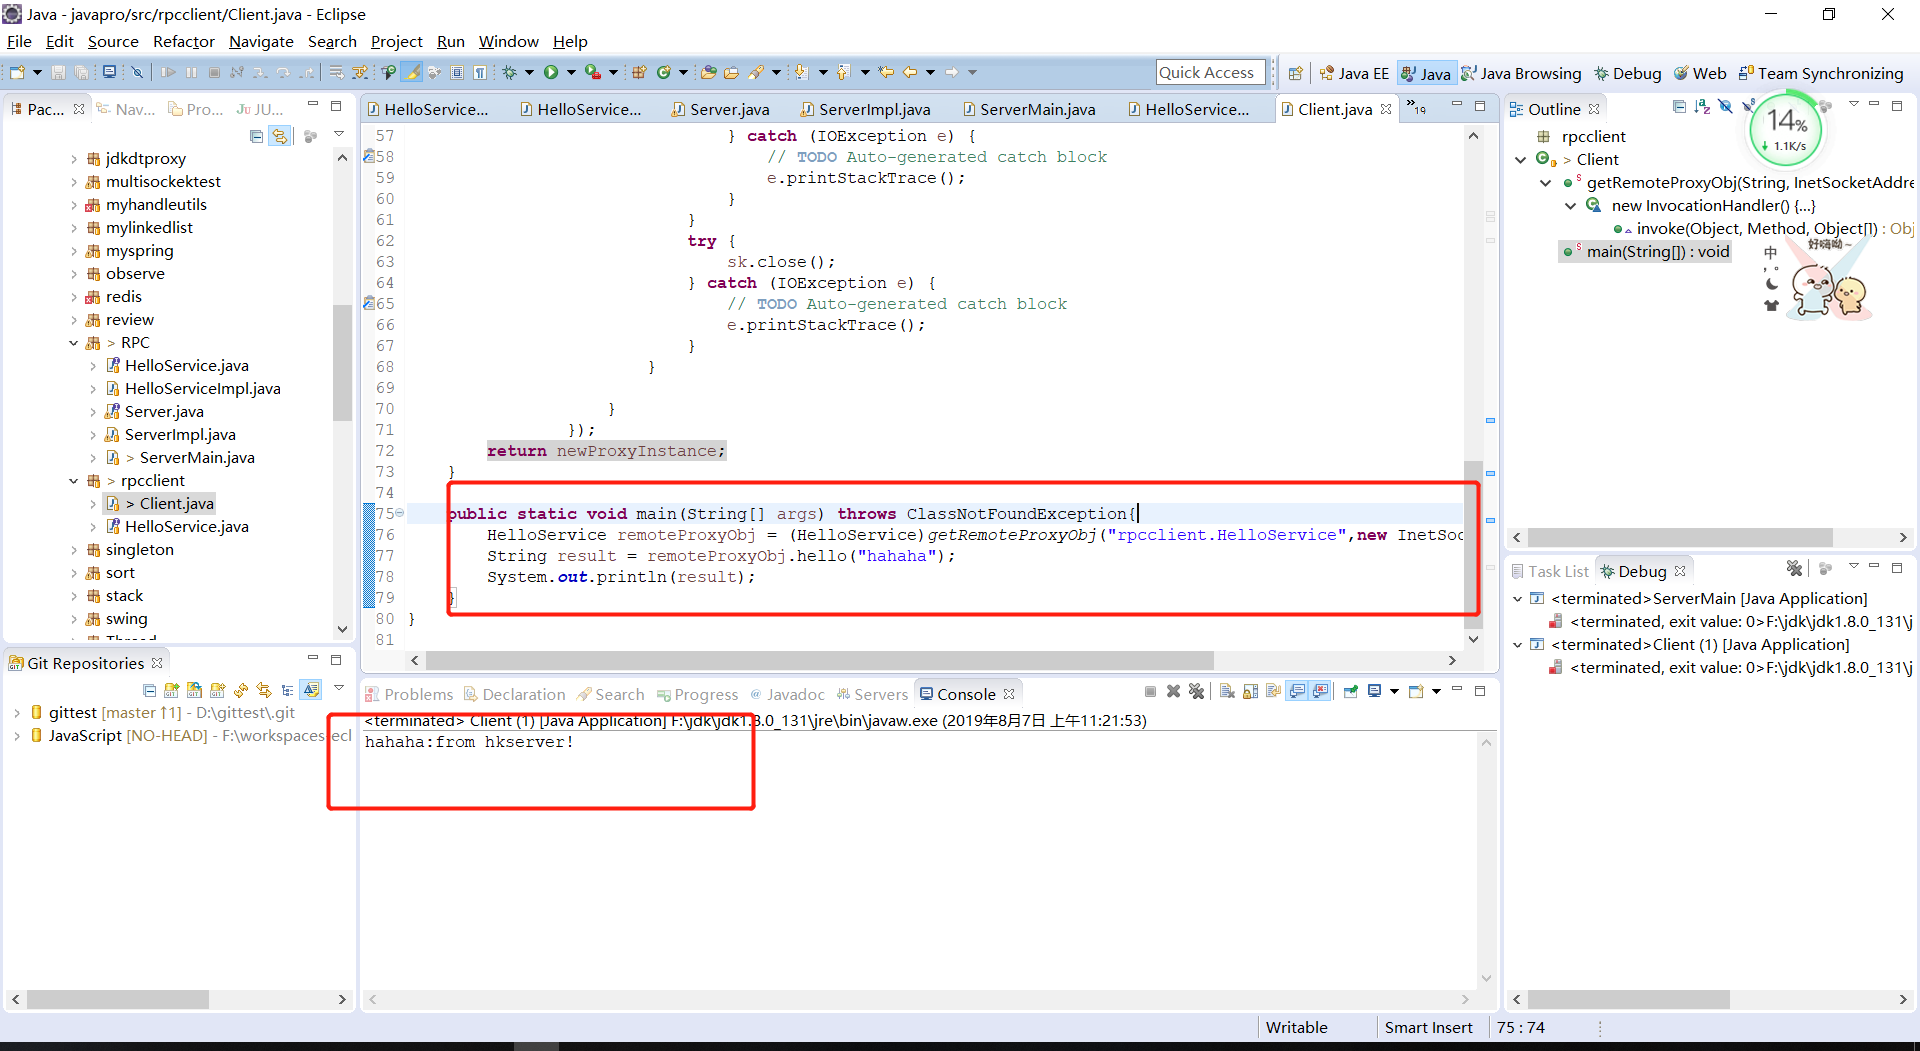 Java - javapro/src/rpcclient/Client.java - Eclipse
File Edit Source Refactor Navigate Search Project Run Window Help
Quick Access
Java EE Java Java Browsing Debug Web Team Synchronizing
Pac... Nav... Pro... JU...
jdkdtproxy
multisockektest
myhandleutils
mylinkedlist
myspring
observe
redis
review
> RPC
HelloService.java
HelloServiceImpl.java
Server.java
ServerImpl.java
> ServerMain.java
> rpcclient
> Client.java
HelloService.java
singleton
sort
stack
swing
Thread
Git Repositories
gittest [master ↑1] - D:\gittest\.git
JavaScript [NO-HEAD] - F:\workspaces
ecl
HelloService... HelloService... Server.java ServerImpl.java ServerMain.java HelloService... Client.java »19
57 } catch (IOException e) {
58 // TODO Auto-generated catch block
59 e.printStackTrace();
60 }
61 }
62 try {
63 sk.close();
64 } catch (IOException e) {
65 // TODO Auto-generated catch block
66 e.printStackTrace();
67 }
68 }
69
70 }
71 });
72 return newProxyInstance;
73 }
74
75 public static void main(String[] args) throws ClassNotFoundException{
76 HelloService remoteProxyObj = (HelloService)getRemoteProxyObj("rpcclient.HelloService",new InetSoc
77 String result = remoteProxyObj.hello("hahaha");
78 System.out.println(result);
79 }
80 }
81
Problems Declaration Search Progress Javadoc Servers Console
<terminated> Client (1) [Java Application] F:\jdk\jdk1.8.0_131\jre\bin\javaw.exe (2019年8月7日 上午11:21:53)
hahaha:from hkserver!
Outline
14%
1.1K/s
rpcclient
> Client
getRemoteProxyObj(String, InetSocketAddre
new InvocationHandler() {...}
invoke(Object, Method, Object[]) : Obj
main(String[]) : void
好嗨呦~
中
Task List Debug
<terminated>ServerMain [Java Application]
<terminated, exit value: 0>F:\jdk\jdk1.8.0_131\j
<terminated>Client (1) [Java Application]
<terminated, exit value: 0>F:\jdk\jdk1.8.0_131\j
Writable Smart Insert 75 : 74